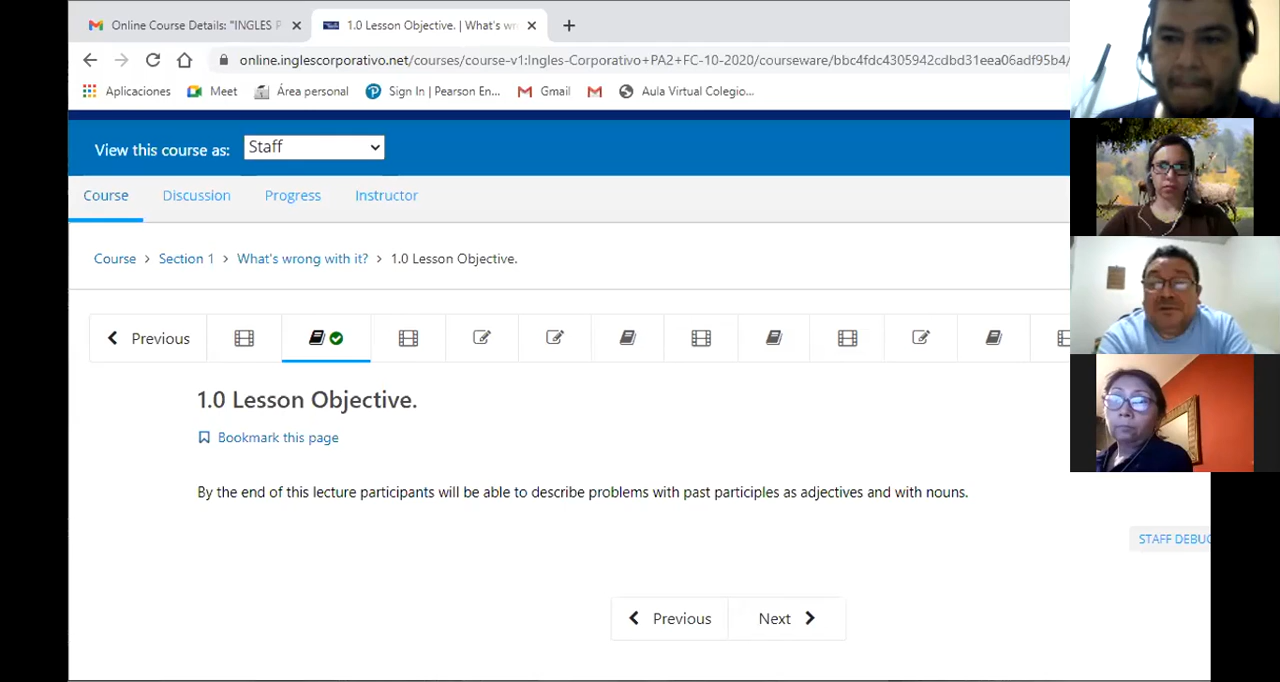 Online Course Details: "INGLES P
1.0 Lesson Objective. | What's wr
online.inglescorporativo.net/courses/course-v1:Ingles-Corporativo+PA2+FC-10-2020/courseware/bbc4fdc4305942cdbd31eea06adf95b4/
Aplicaciones Meet Área personal Sign In | Pearson En... Gmail Aula Virtual Colegio...
View this course as: Staff
Course Discussion Progress Instructor
Course > Section 1 > What's wrong with it? > 1.0 Lesson Objective.
Previous
1.0 Lesson Objective.
Bookmark this page
By the end of this lecture participants will be able to describe problems with past participles as adjectives and with nouns.
STAFF DEBUG
Previous Next